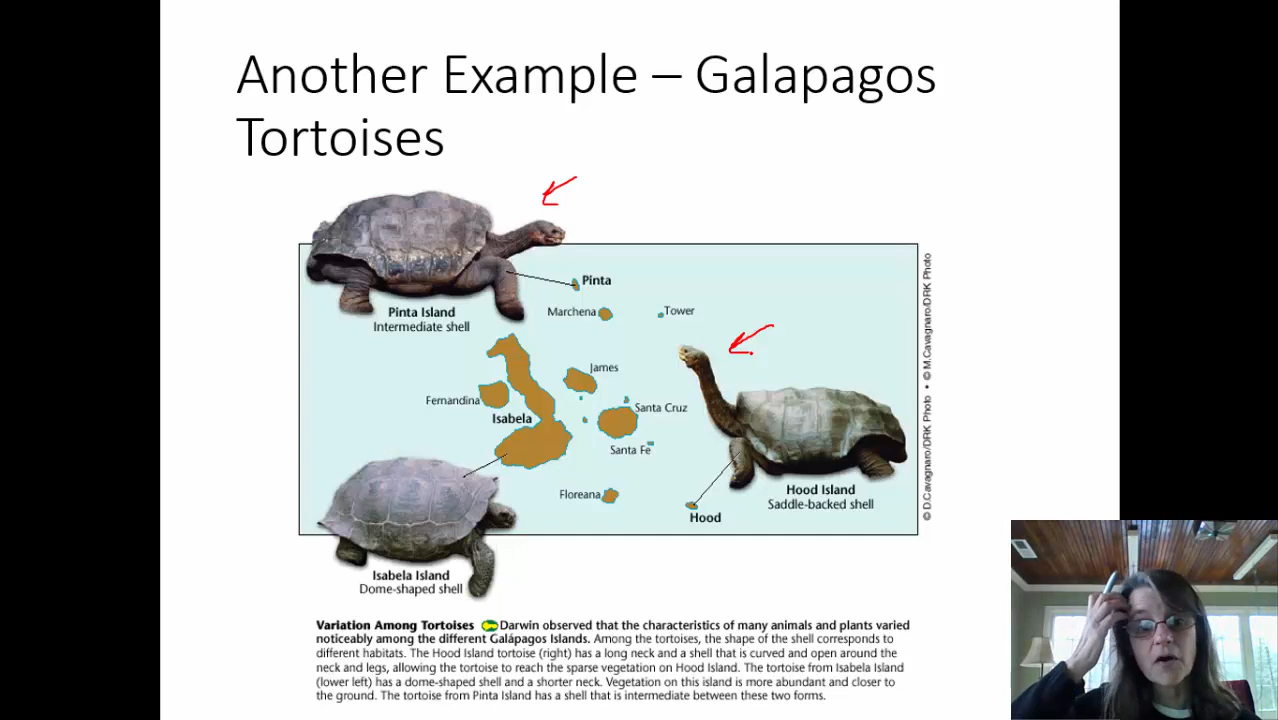 Another Example – Galapagos
Tortoises
Pinta
Pinta Island
Intermediate shell
Marchena
Tower
James
Fernandina
Santa Cruz
Isabela
Santa Fe
Floreana
Hood Island
Saddle-backed shell
Hood
Isabela Island
Dome-shaped shell
© D.Cavagnaro/DRK Photo • © M.Cavagnaro/DRK Photo
Variation Among Tortoises Darwin observed that the characteristics of many animals and plants varied
noticeably among the different Galápagos Islands. Among the tortoises, the shape of the shell corresponds to
different habitats. The Hood Island tortoise (right) has a long neck and a shell that is curved and open around the
neck and legs, allowing the tortoise to reach the sparse vegetation on Hood Island. The tortoise from Isabela Island
(lower left) has a dome-shaped shell and a shorter neck. Vegetation on this island is more abundant and closer to
the ground. The tortoise from Pinta Island has a shell that is intermediate between these two forms.